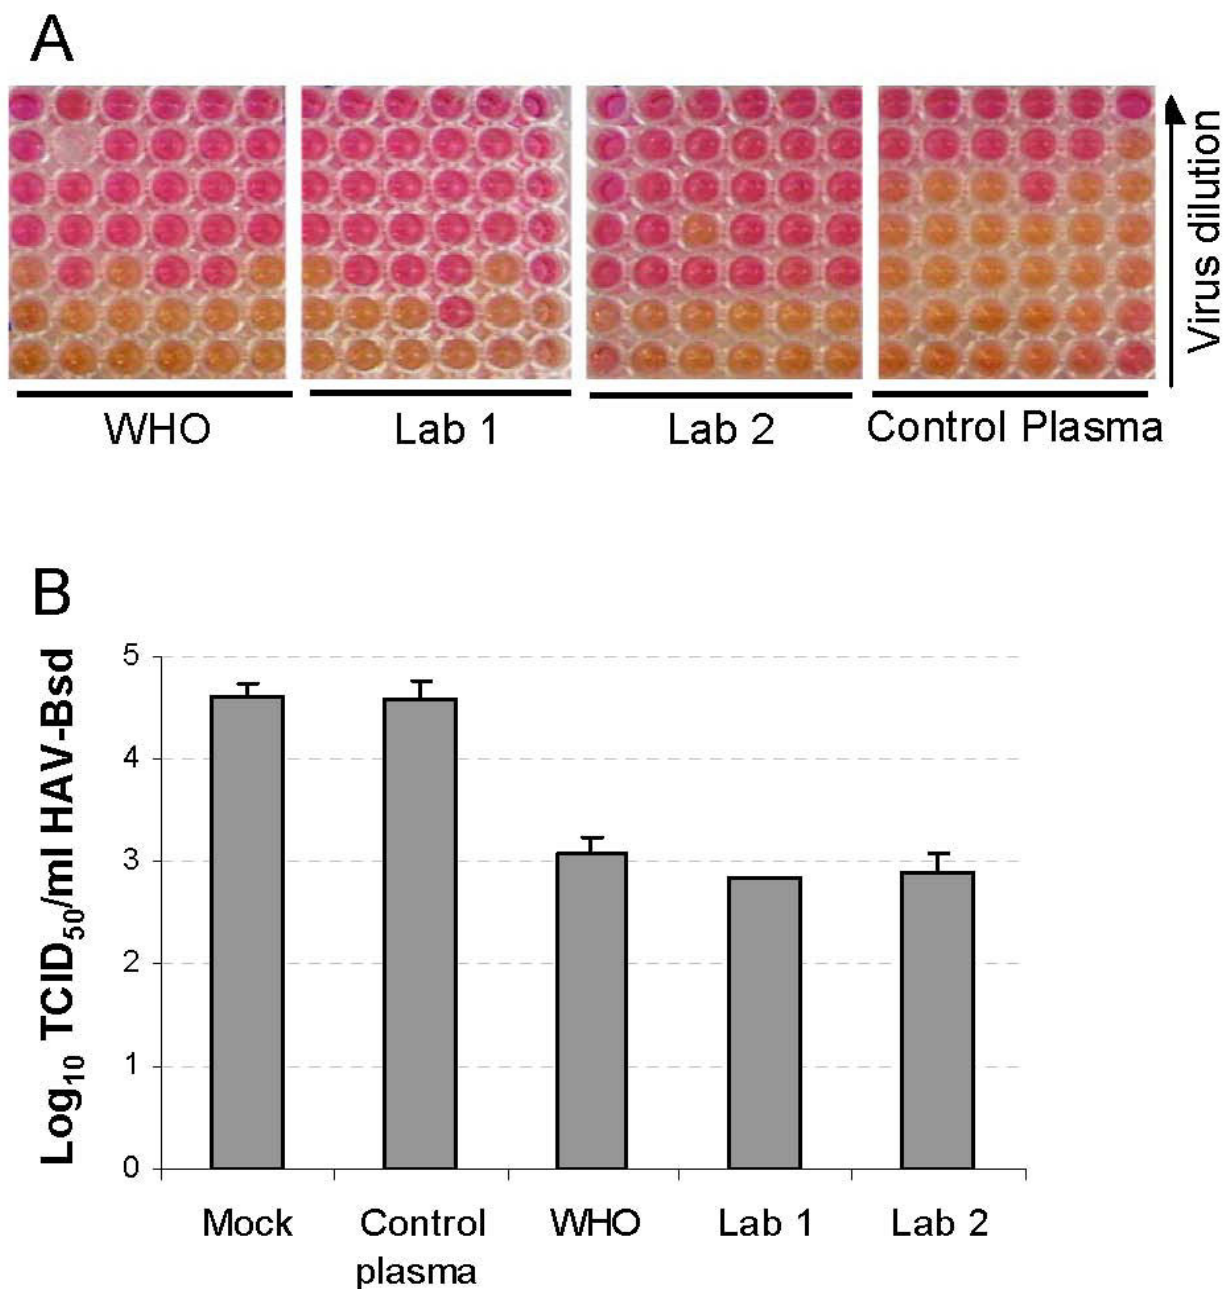 A
Virus dilution
WHO
Lab 1
Lab 2
Control Plasma
B
Log₁₀ TCID₅₀/ml HAV-Bsd
5
4
3
2
1
0
Mock
Control
plasma
WHO
Lab 1
Lab 2